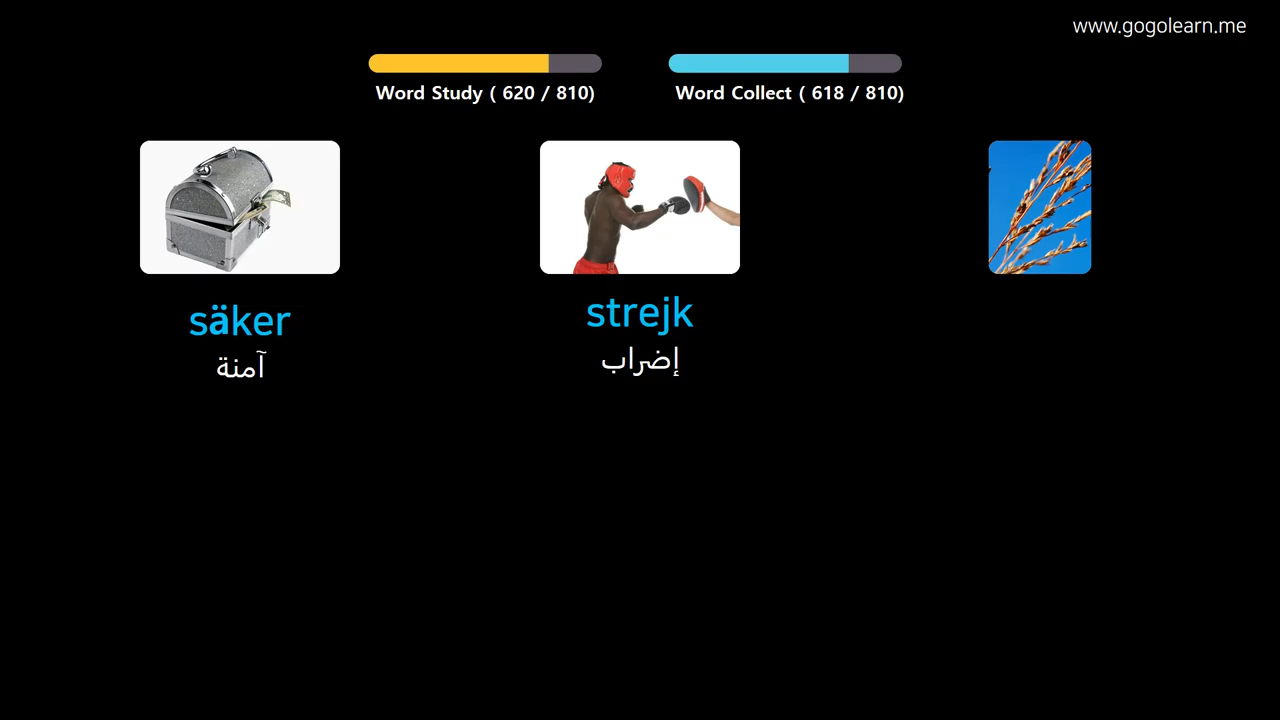 www.gogolearn.me
Word Study ( 620 / 810)
Word Collect ( 618 / 810)
säker
آمنة
strejk
إضراب